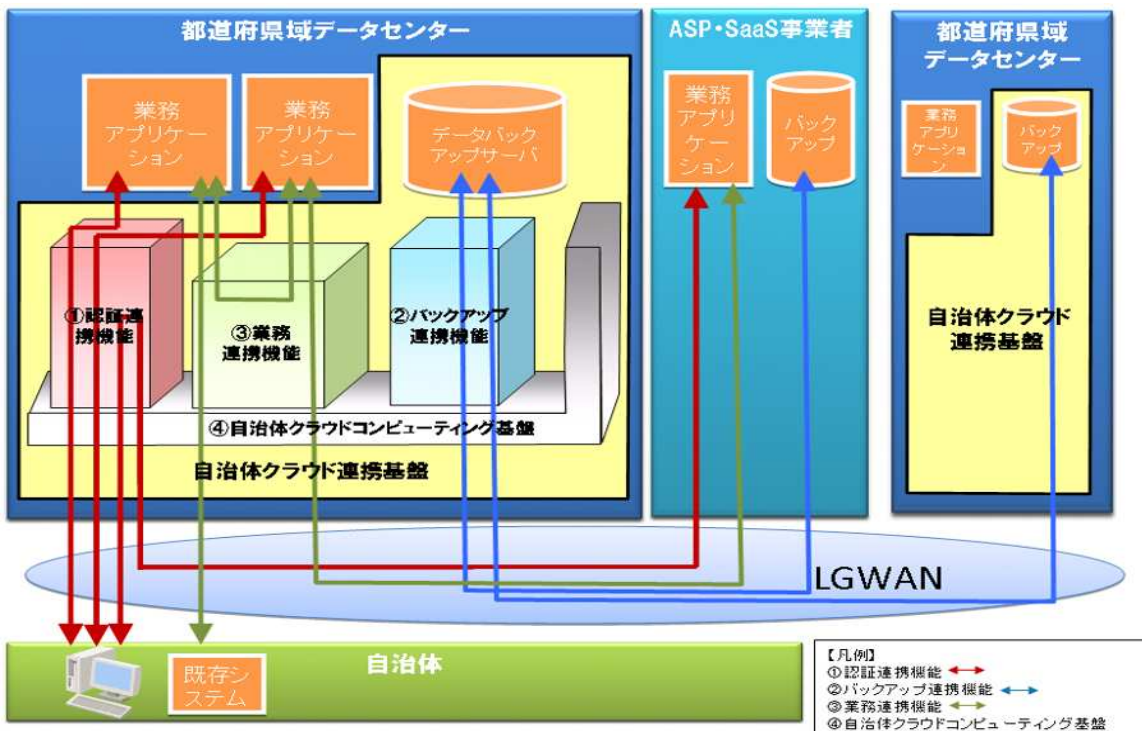 都道府県域データセンター
業務
アプリケー
ション
業務
アプリケー
ション
データバック
アップサーバ
①認証連
携機能
③業務
連携機能
②バックアップ
連携機能
④自治体クラウドコンピューティング基盤
自治体クラウド連携基盤
ASP・SaaS事業者
業務
アプリ
ケー
ション
バック
アップ
都道府県域
データセンター
業務
アプリ
ケーショ
ン
バック
アップ
自治体クラウド
連携基盤
LGWAN
自治体
既存シ
ステム
【凡例】
①認証連携機能
②バックアップ連携機能
③業務連携機能
④自治体クラウドコンピューティング基盤